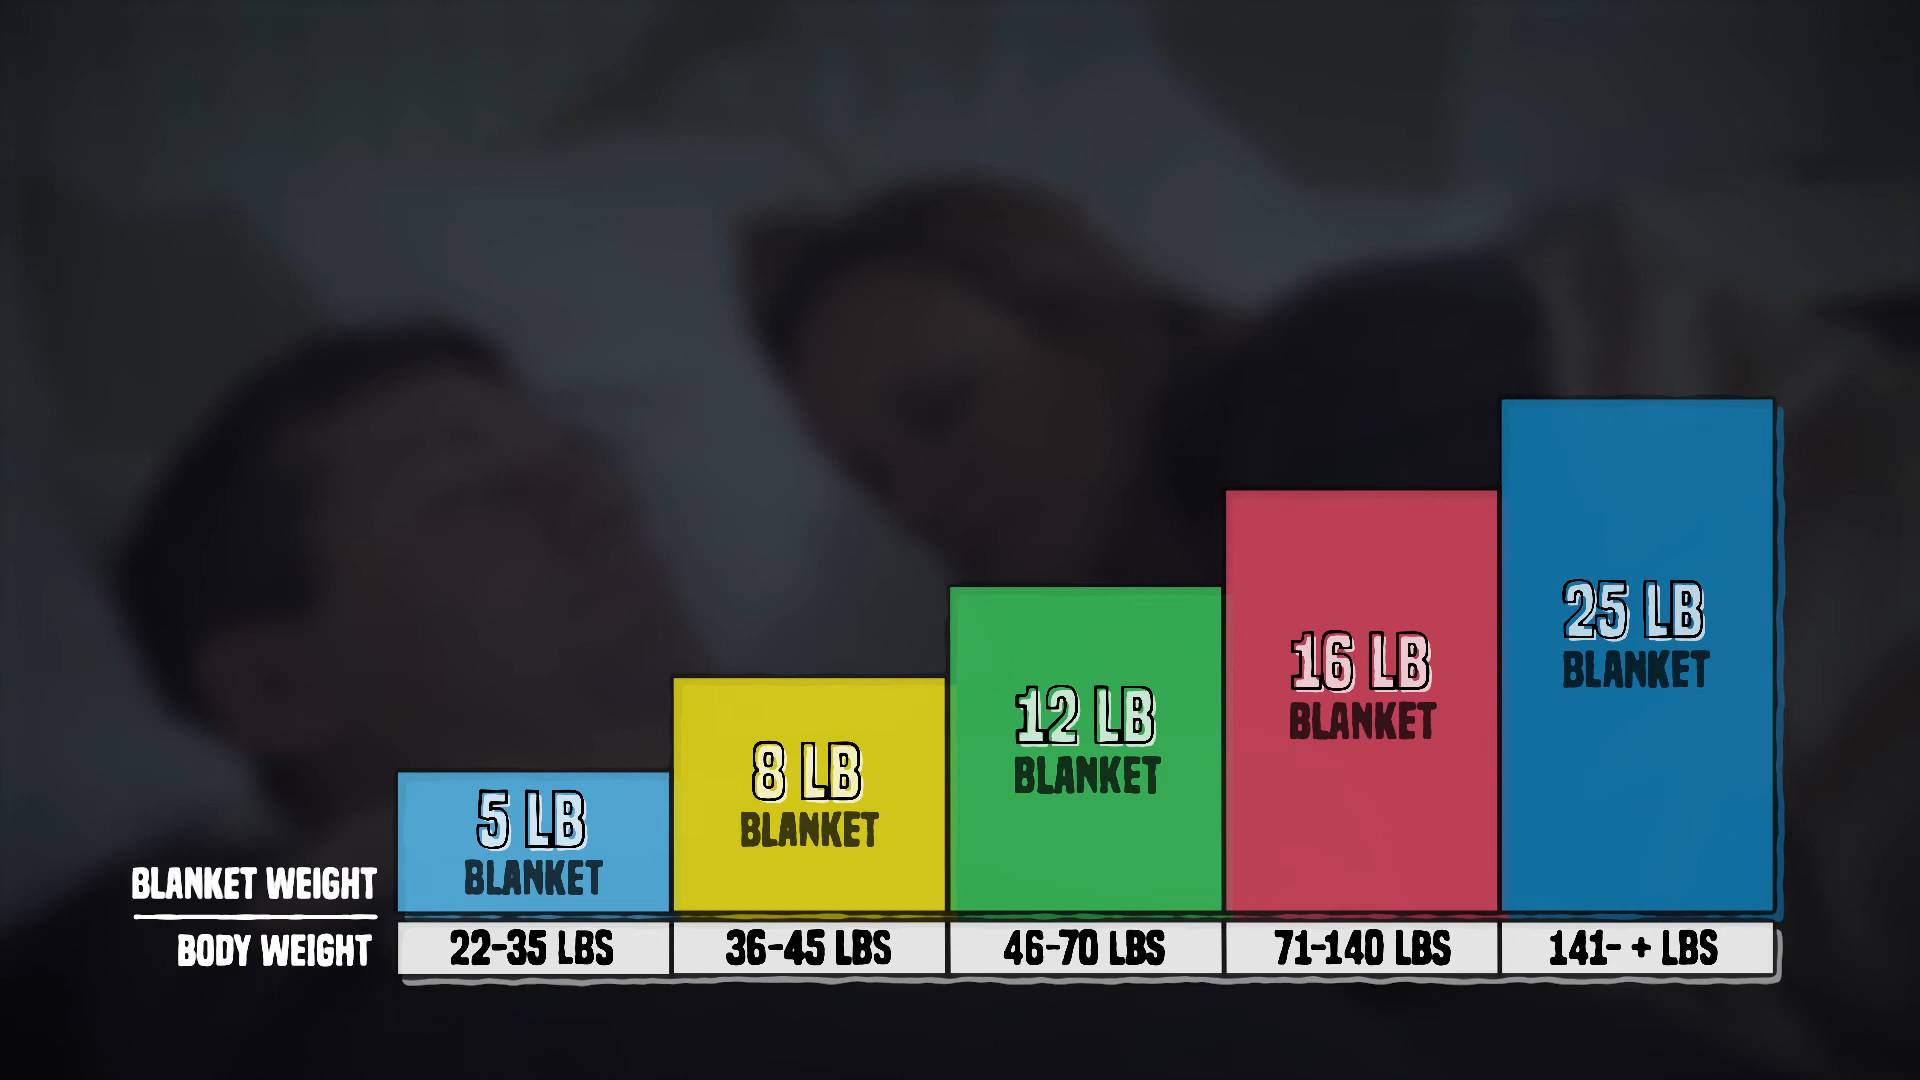 5 LB
BLANKET
8 LB
BLANKET
12 LB
BLANKET
16 LB
BLANKET
25 LB
BLANKET
BLANKET WEIGHT
BODY WEIGHT
22-35 LBS
36-45 LBS
46-70 LBS
71-140 LBS
141- + LBS